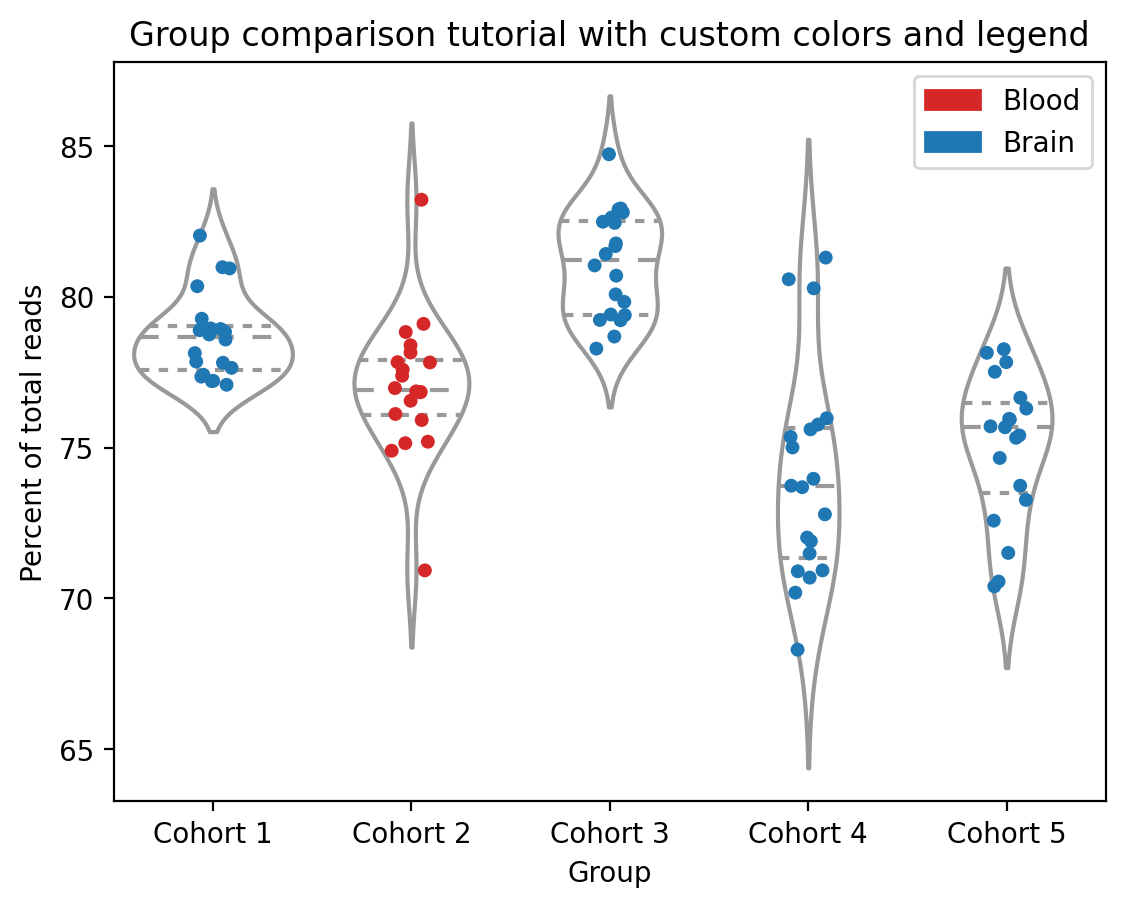 Group comparison tutorial with custom colors and legend
Blood
Brain
85
80
75
70
65
Percent of total reads
Cohort 1
Cohort 2
Cohort 3
Cohort 4
Cohort 5
Group